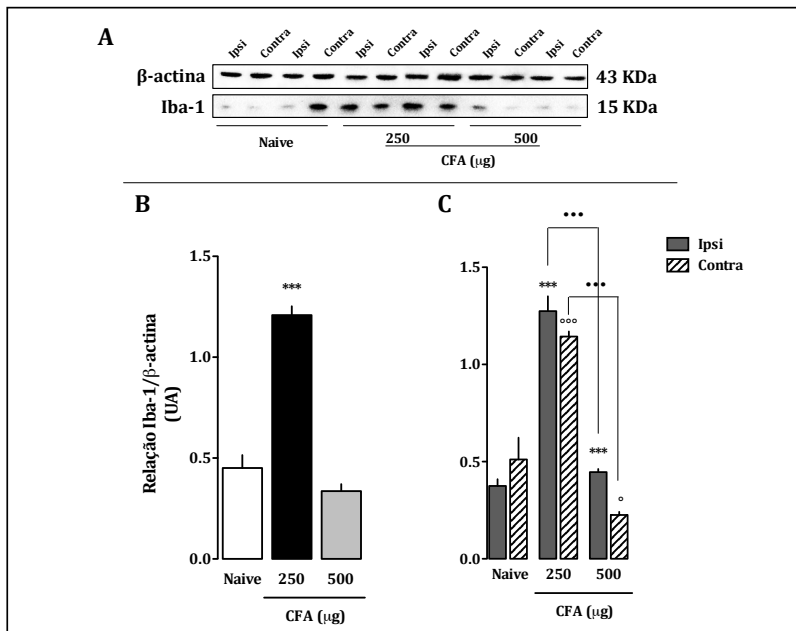 A
Ipsi Contra Ipsi Contra Ipsi Contra Ipsi Contra Ipsi Contra Ipsi Contra
β-actina 43 KDa
Iba-1 15 KDa
Naive 250 500
CFA (μg)
B
Relação Iba-1/β-actina
(UA)
1.5
1.0
0.5
0.0
***
Naive 250 500
CFA (μg)
C
Ipsi
Contra
1.5
1.0
0.5
0.0
•••
•••
***
°°°
***
°
Naive 250 500
CFA (μg)